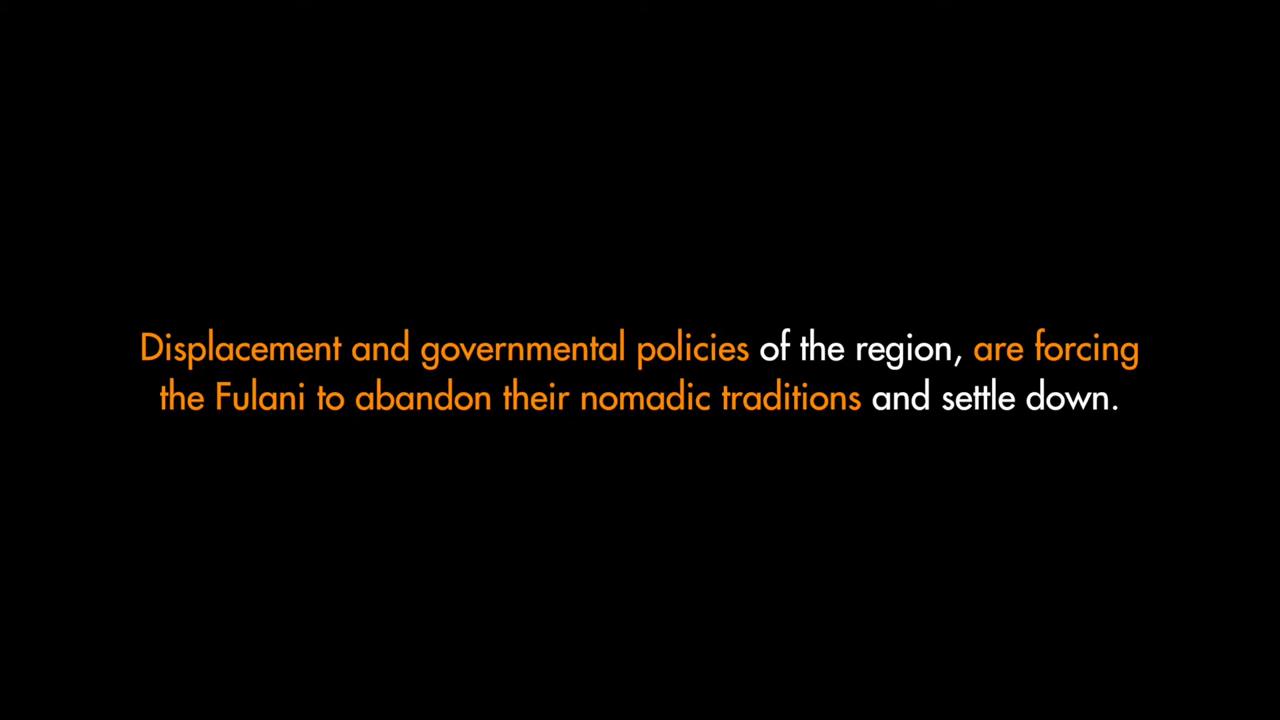 Displacement and governmental policies of the region, are forcing
the Fulani to abandon their nomadic traditions and settle down.